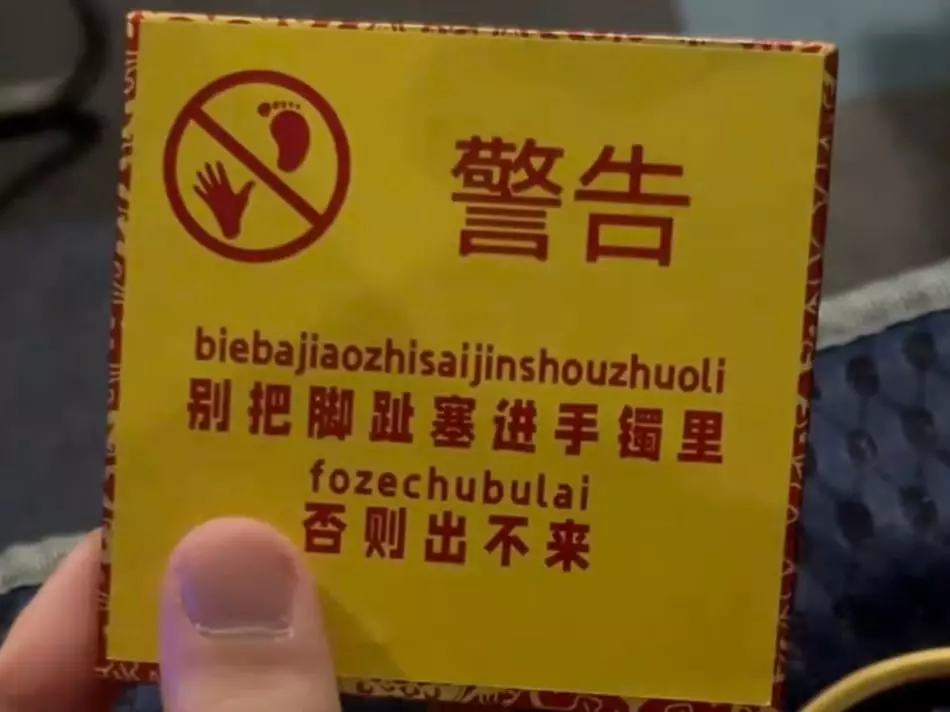 警告
biebajiaozhisaijinshouzhuoli
别把脚趾塞进手镯里
fozechubulai
否则出不来